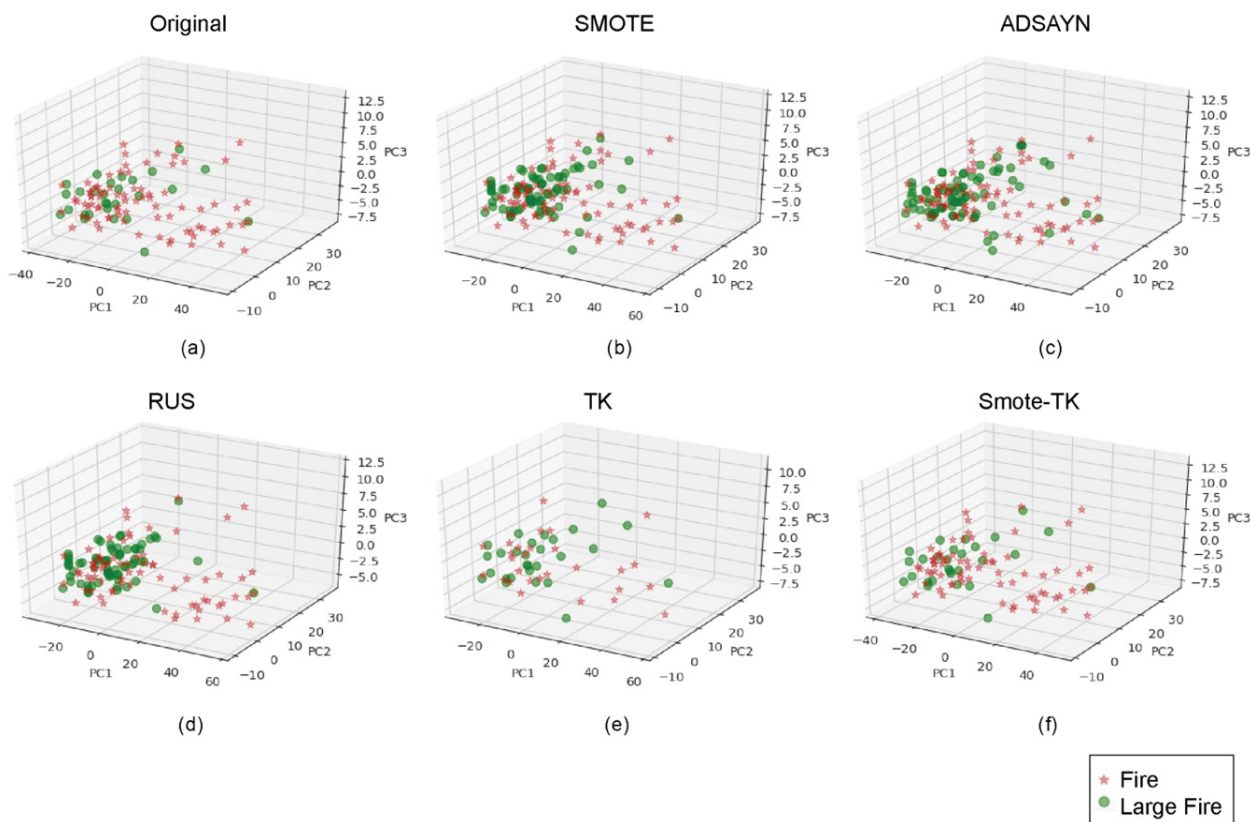 Original SMOTE ADSAYN
12.5 10.0 7.5 5.0 2.5 0.0 −2.5 −5.0 −7.5 PC3
30 20 10 0 −10 PC2
−40 −20 0 20 40 PC1
(a)
12.5 10.0 7.5 5.0 2.5 0.0 −2.5 −5.0 −7.5 PC3
30 20 10 0 −10 PC2
−20 0 20 40 60 PC1
(b)
12.5 10.0 7.5 5.0 2.5 0.0 −2.5 −5.0 −7.5 PC3
30 20 10 0 −10 PC2
−20 0 20 40 PC1
(c)
RUS TK Smote-TK
12.5 10.0 7.5 5.0 2.5 0.0 −2.5 −5.0 PC3
30 20 10 0 −10 PC2
−20 0 20 40 60 PC1
(d)
10.0 7.5 5.0 2.5 0.0 −2.5 −5.0 −7.5 PC3
30 20 10 0 −10 PC2
−20 0 20 40 60 PC1
(e)
12.5 10.0 7.5 5.0 2.5 0.0 −2.5 −5.0 −7.5 PC3
30 20 10 0 −10 PC2
−40 −20 0 20 40 PC1
(f)
Fire
Large Fire